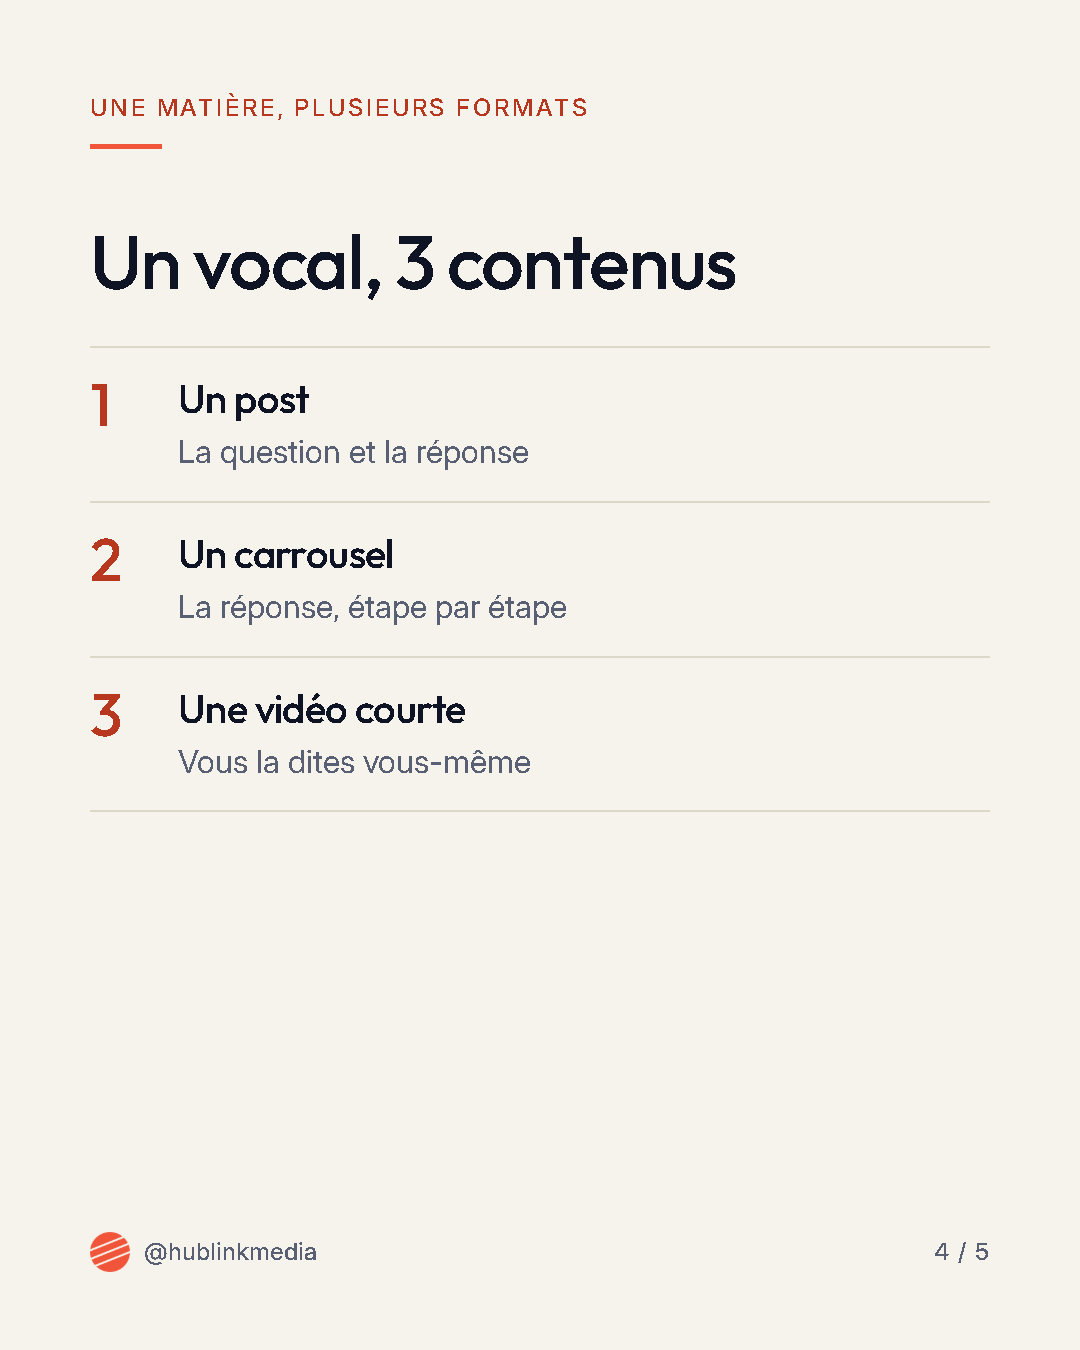 UNE MATIÈRE, PLUSIEURS FORMATS
Un vocal, 3 contenus
1
Un post
La question et la réponse
2
Un carrousel
La réponse, étape par étape
3
Une vidéo courte
Vous la dites vous-même
@hublinkmedia
4 / 5